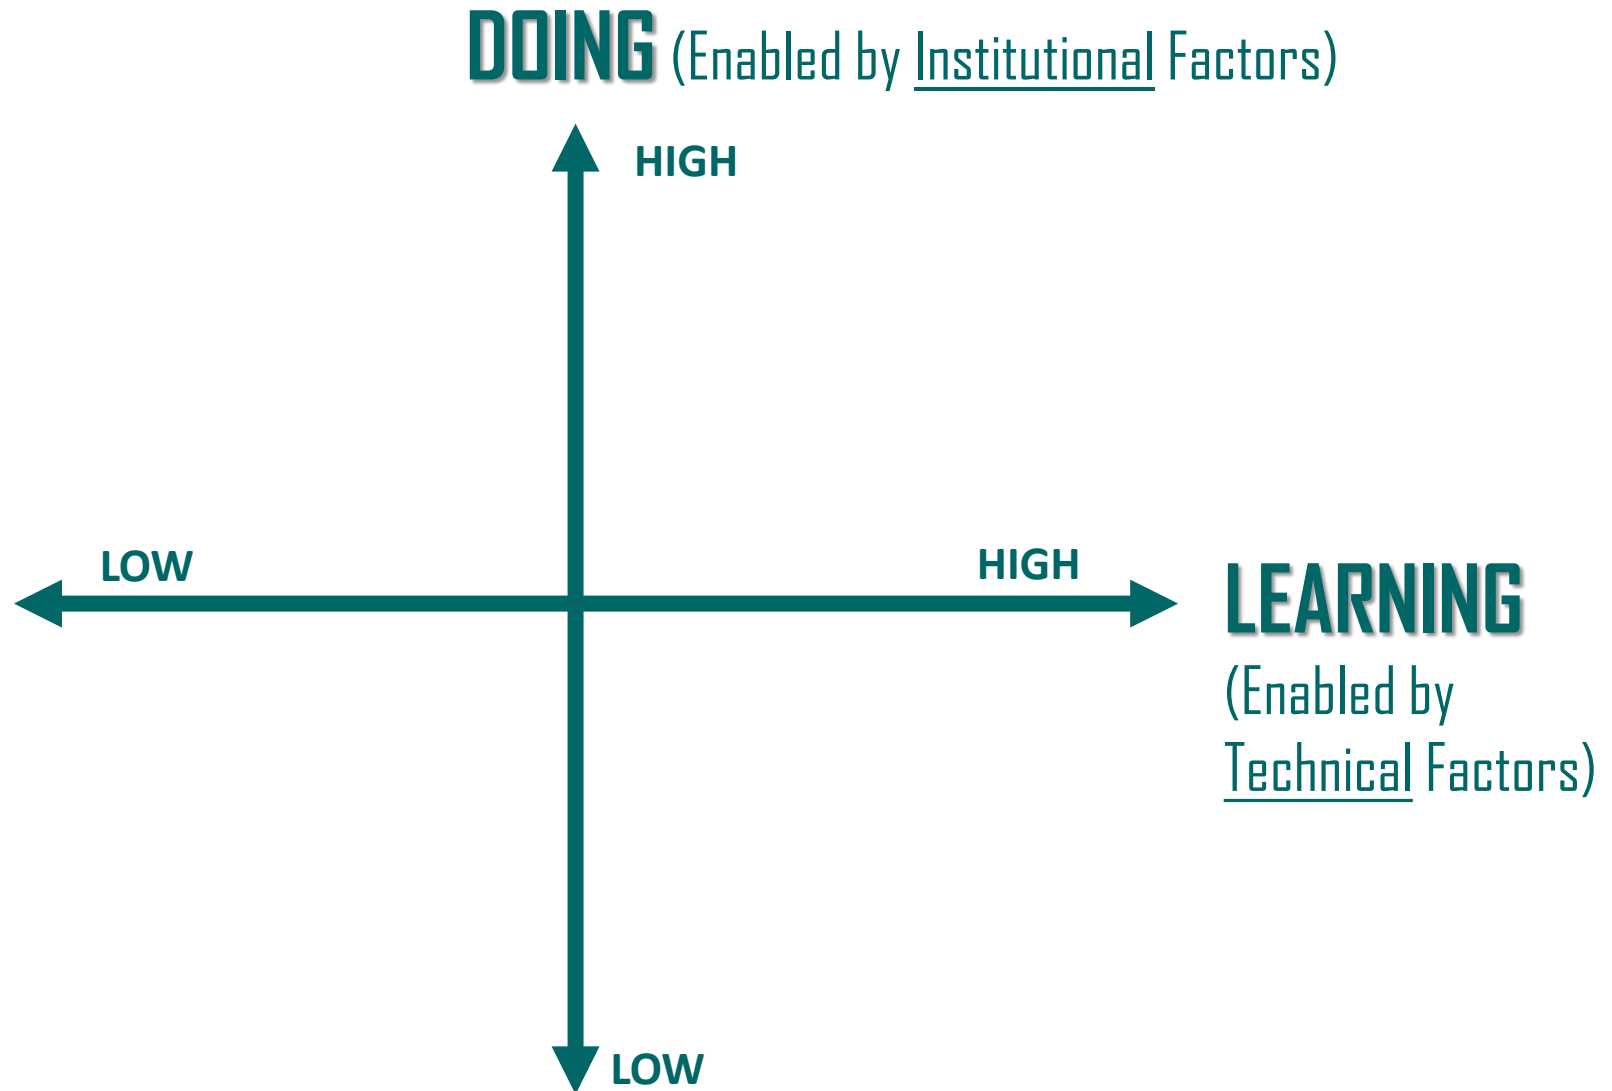 DOING (Enabled by Institutional Factors)
HIGH
LOW
HIGH
LEARNING
(Enabled by
Technical Factors)
LOW